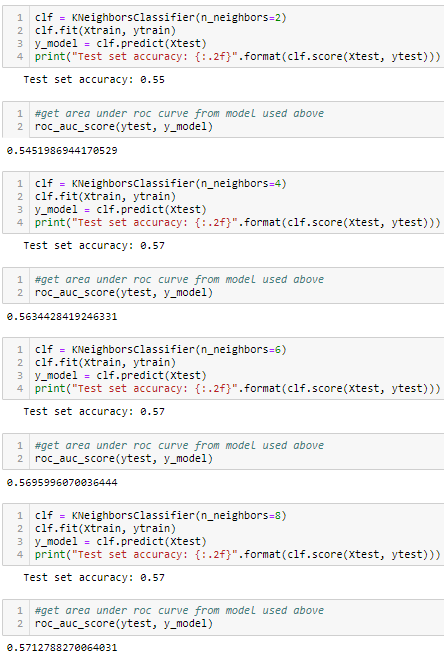 1 clf = KNeighborsClassifier(n_neighbors=2)
2 clf.fit(Xtrain, ytrain)
3 y_model = clf.predict(Xtest)
4 print("Test set accuracy: {:.2f}".format(clf.score(Xtest, ytest)))
Test set accuracy: 0.55
1 #get area under roc curve from model used above
2 roc_auc_score(ytest, y_model)
0.5451986944170529
1 clf = KNeighborsClassifier(n_neighbors=4)
2 clf.fit(Xtrain, ytrain)
3 y_model = clf.predict(Xtest)
4 print("Test set accuracy: {:.2f}".format(clf.score(Xtest, ytest)))
Test set accuracy: 0.57
1 #get area under roc curve from model used above
2 roc_auc_score(ytest, y_model)
0.5634428419246331
1 clf = KNeighborsClassifier(n_neighbors=6)
2 clf.fit(Xtrain, ytrain)
3 y_model = clf.predict(Xtest)
4 print("Test set accuracy: {:.2f}".format(clf.score(Xtest, ytest)))
Test set accuracy: 0.57
1 #get area under roc curve from model used above
2 roc_auc_score(ytest, y_model)
0.5695996070036444
1 clf = KNeighborsClassifier(n_neighbors=8)
2 clf.fit(Xtrain, ytrain)
3 y_model = clf.predict(Xtest)
4 print("Test set accuracy: {:.2f}".format(clf.score(Xtest, ytest)))
Test set accuracy: 0.57
1 #get area under roc curve from model used above
2 roc_auc_score(ytest, y_model)
0.5712788270064031